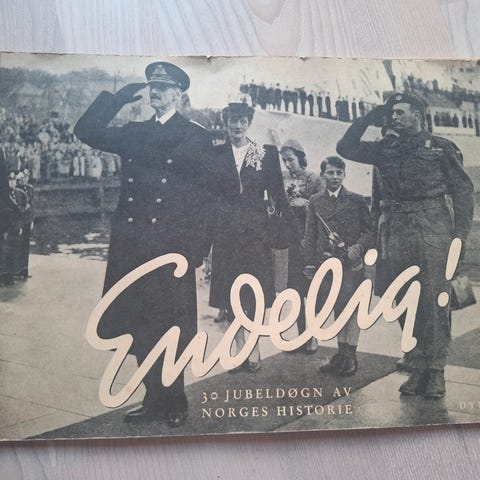 Endelig!
30 JUBELDØGN AV
NORGES HISTORIE